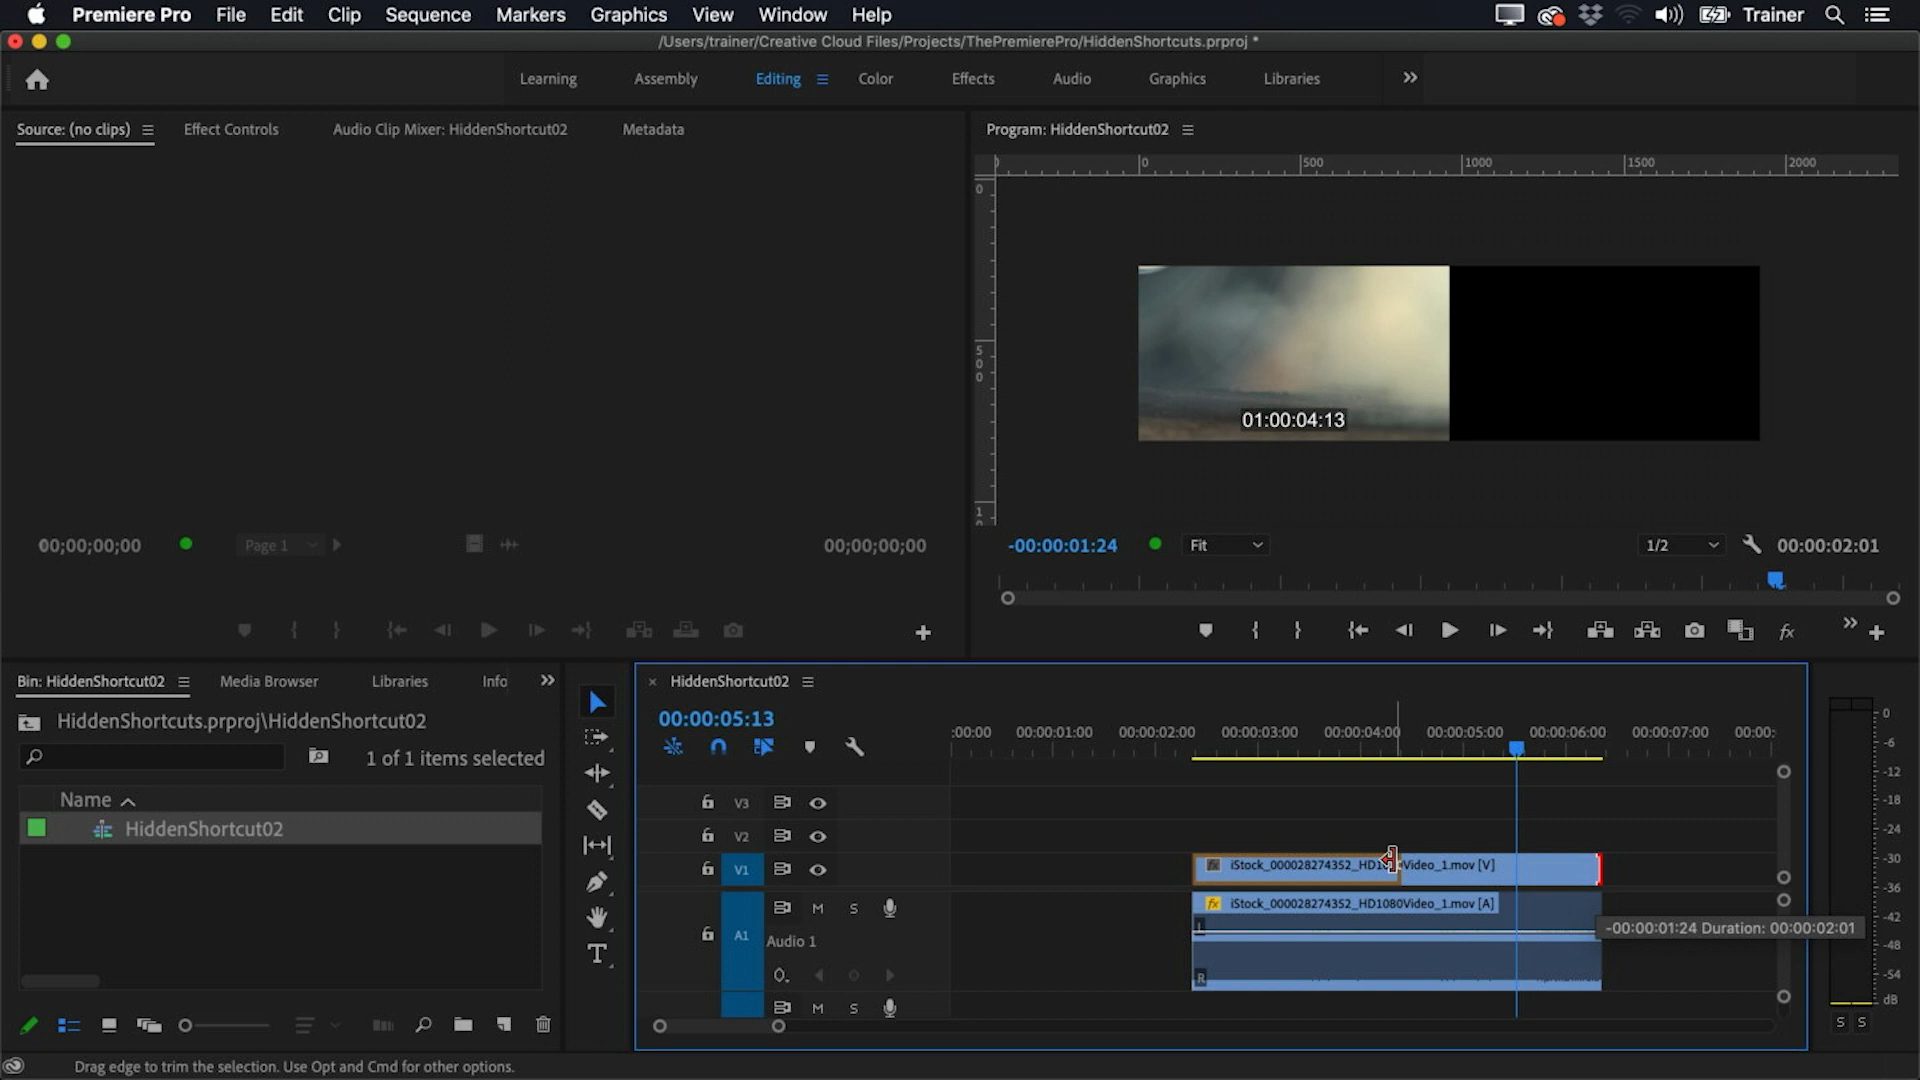 Premiere Pro File Edit Clip Sequence Markers Graphics View Window Help Trainer
/Users/trainer/Creative Cloud Files/Projects/ThePremierePro/HiddenShortcuts.prproj *
Learning Assembly Editing Color Effects Audio Graphics Libraries
Source: (no clips) Effect Controls Audio Clip Mixer: HiddenShortcut02 Metadata
Program: HiddenShortcut02
0 500 1000 1500 2000
0
5
0
0
1
01:00:04:13
00;00;00;00 Page 1 00;00;00;00
-00:00:01:24 Fit 1/2 00:00:02:01
fx
Bin: HiddenShortcut02 Media Browser Libraries Info
HiddenShortcuts.prproj\HiddenShortcut02
1 of 1 items selected
Name
HiddenShortcut02
T
HiddenShortcut02
00:00:05:13
:00:00 00:00:01:00 00:00:02:00 00:00:03:00 00:00:04:00 00:00:05:00 00:00:06:00 00:00:07:00 00:00:
V3
V2
V1 fx iStock_000028274352_HD1080Video_1.mov [V]
M S fx iStock_000028274352_HD1080Video_1.mov [A]
A1 Audio 1 L
-00:00:01:24 Duration: 00:00:02:01
R
M S
0
-6
-12
-18
-24
-30
-36
-42
-48
-54
dB
S S
Drag edge to trim the selection. Use Opt and Cmd for other options.